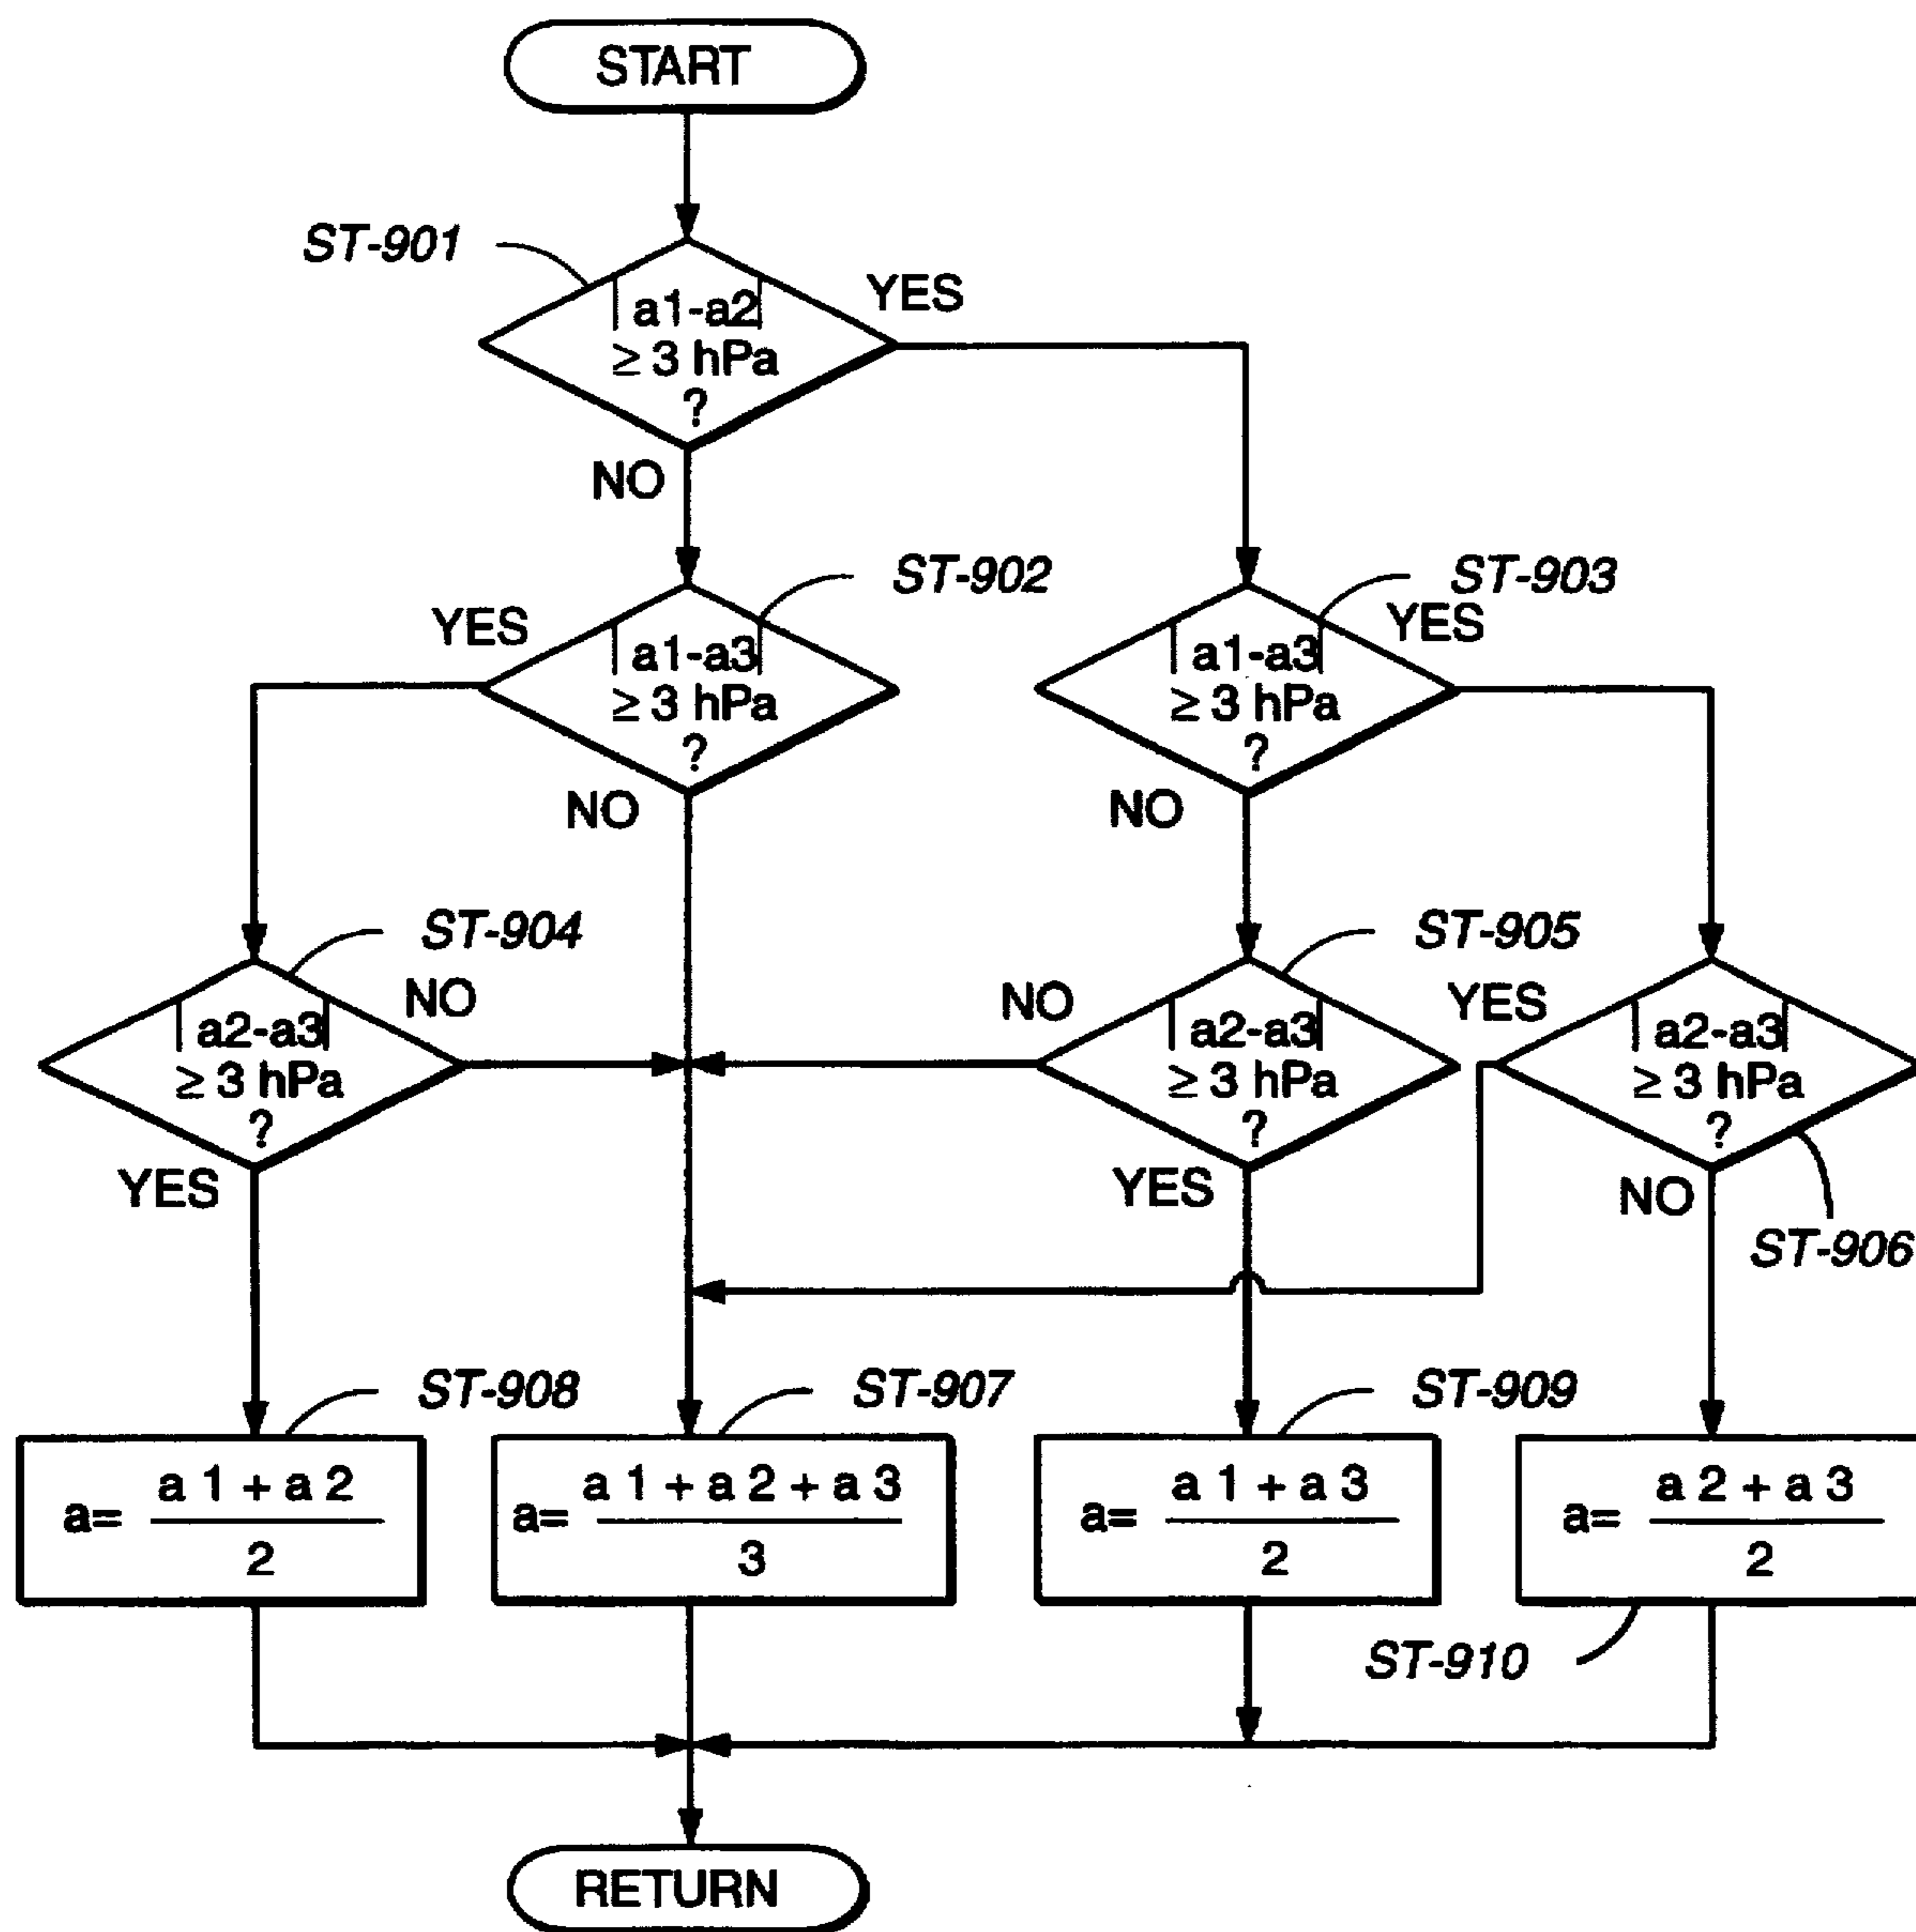 START
ST-901
YES
|a1-a2|
≥ 3 hPa
?
NO
ST-902
ST-903
YES
|a1-a3|
≥ 3 hPa
?
NO
YES
|a1-a3|
≥ 3 hPa
?
NO
ST-904
NO
|a2-a3|
≥ 3 hPa
?
YES
ST-905
NO
|a2-a3|
≥ 3 hPa
?
YES
YES
|a2-a3|
≥ 3 hPa
?
NO
ST-906
ST-908
ST-907
ST-909
a 1 + a 2
a=
2
a 1 + a 2 + a 3
a=
3
a 1 + a 3
a=
2
a 2 + a 3
a=
2
ST-910
RETURN